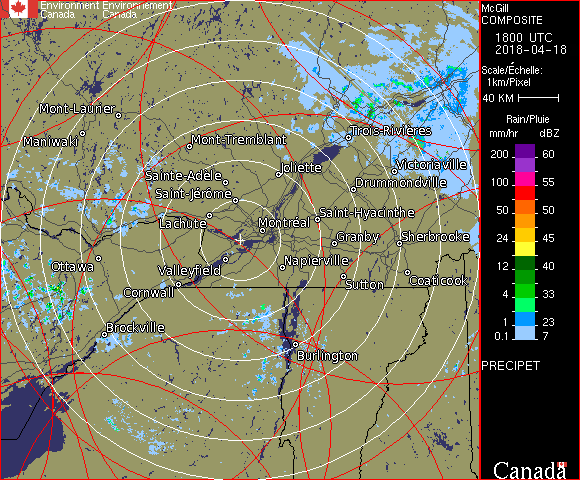 Environment Environnement
Canada Canada
McGill
COMPOSITE
1800 UTC
2018-04-18
Scale/Échelle:
1km/Pixel
40 KM
Rain/Pluie
mm/hr dBZ
200 60
55
100 55
50 50
24 45
12 40
8 33
4 33
1 23
0.1 7
PRECIPET
Canada
Mont-Laurier
Maniwaki
Mont-Tremblant
Trois-Rivières
Sainte-Adèle
Joliette
Victoriaville
Saint-Jérôme
Drummondville
Lachute
Montréal
Saint-Hyacinthe
Granby
Sherbrooke
Ottawa
Valleyfield
Napierville
Cornwall
Sutton
Coaticook
Brockville
Burlington